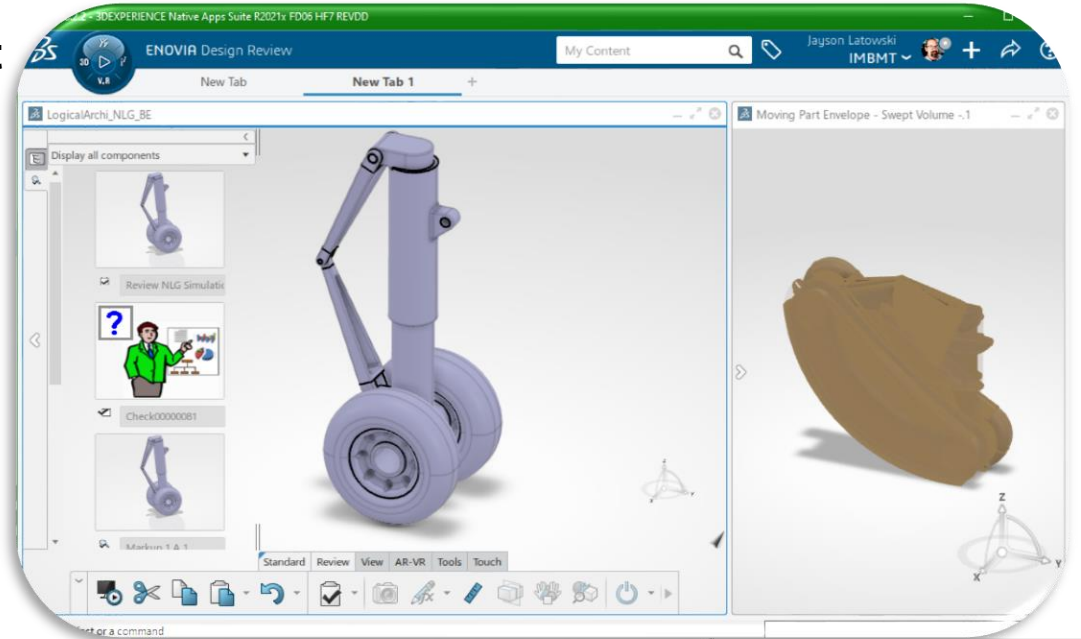 - 3DEXPERIENCE Native Apps Suite R2021x FD06 HF7 REVDD
ENOVIA Design Review
3D
V.R
My Content
Jayson Latowski
IMBMT
New Tab
New Tab 1
LogicalArchi_NLG_BE
Moving Part Envelope - Swept Volume -.1
Display all components
Review NLG Simulatic
?
Check00000081
Markup 1 A.1
Standard Review View AR-VR Tools Touch
Z
Y
X
or a command